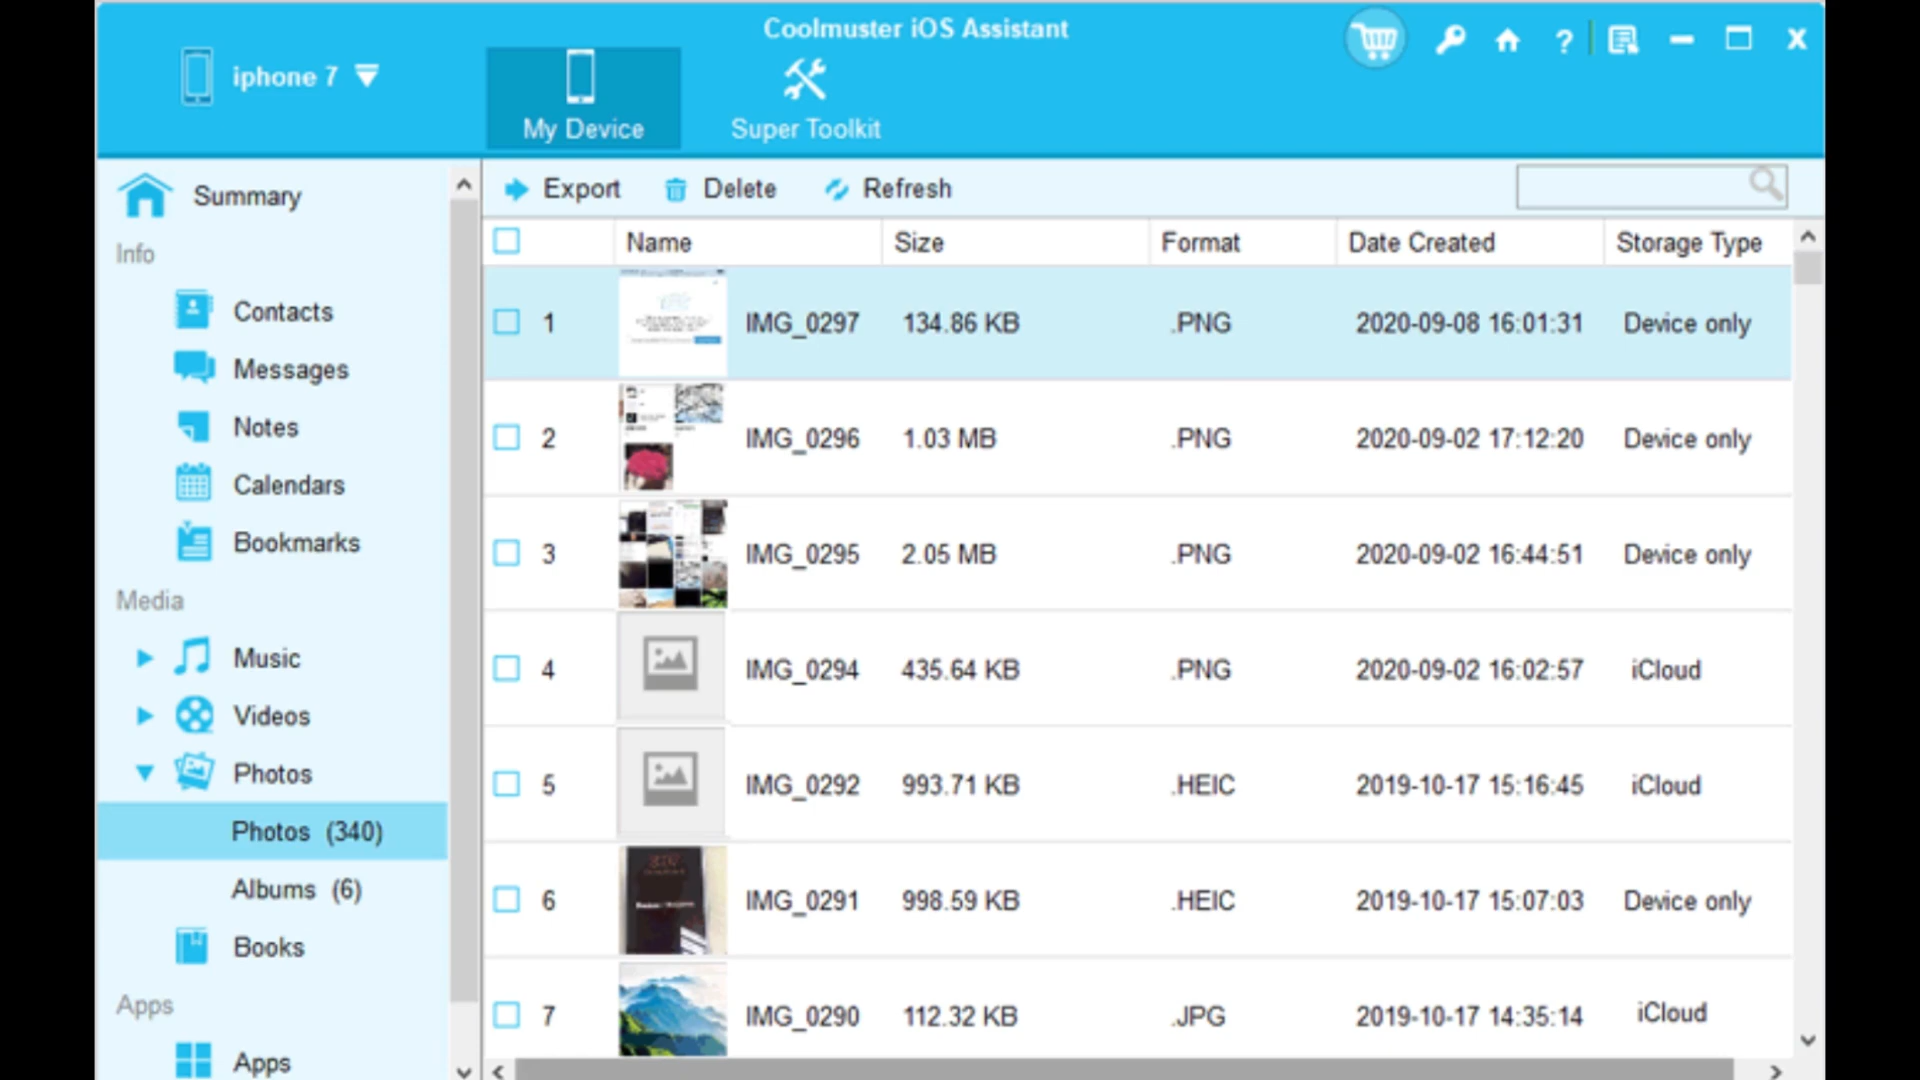 Coolmuster iOS Assistant
iphone 7
My Device
Super Toolkit
?
X
Summary
Info
Contacts
Messages
Notes
Calendars
Bookmarks
Media
Music
Videos
Photos
Photos (340)
Albums (6)
Books
Apps
Apps
Export Delete Refresh
Name Size Format Date Created Storage Type
1 IMG_0297 134.86 KB .PNG 2020-09-08 16:01:31 Device only
2 IMG_0296 1.03 MB .PNG 2020-09-02 17:12:20 Device only
3 IMG_0295 2.05 MB .PNG 2020-09-02 16:44:51 Device only
4 IMG_0294 435.64 KB .PNG 2020-09-02 16:02:57 iCloud
5 IMG_0292 993.71 KB .HEIC 2019-10-17 15:16:45 iCloud
6 IMG_0291 998.59 KB .HEIC 2019-10-17 15:07:03 Device only
7 IMG_0290 112.32 KB .JPG 2019-10-17 14:35:14 iCloud